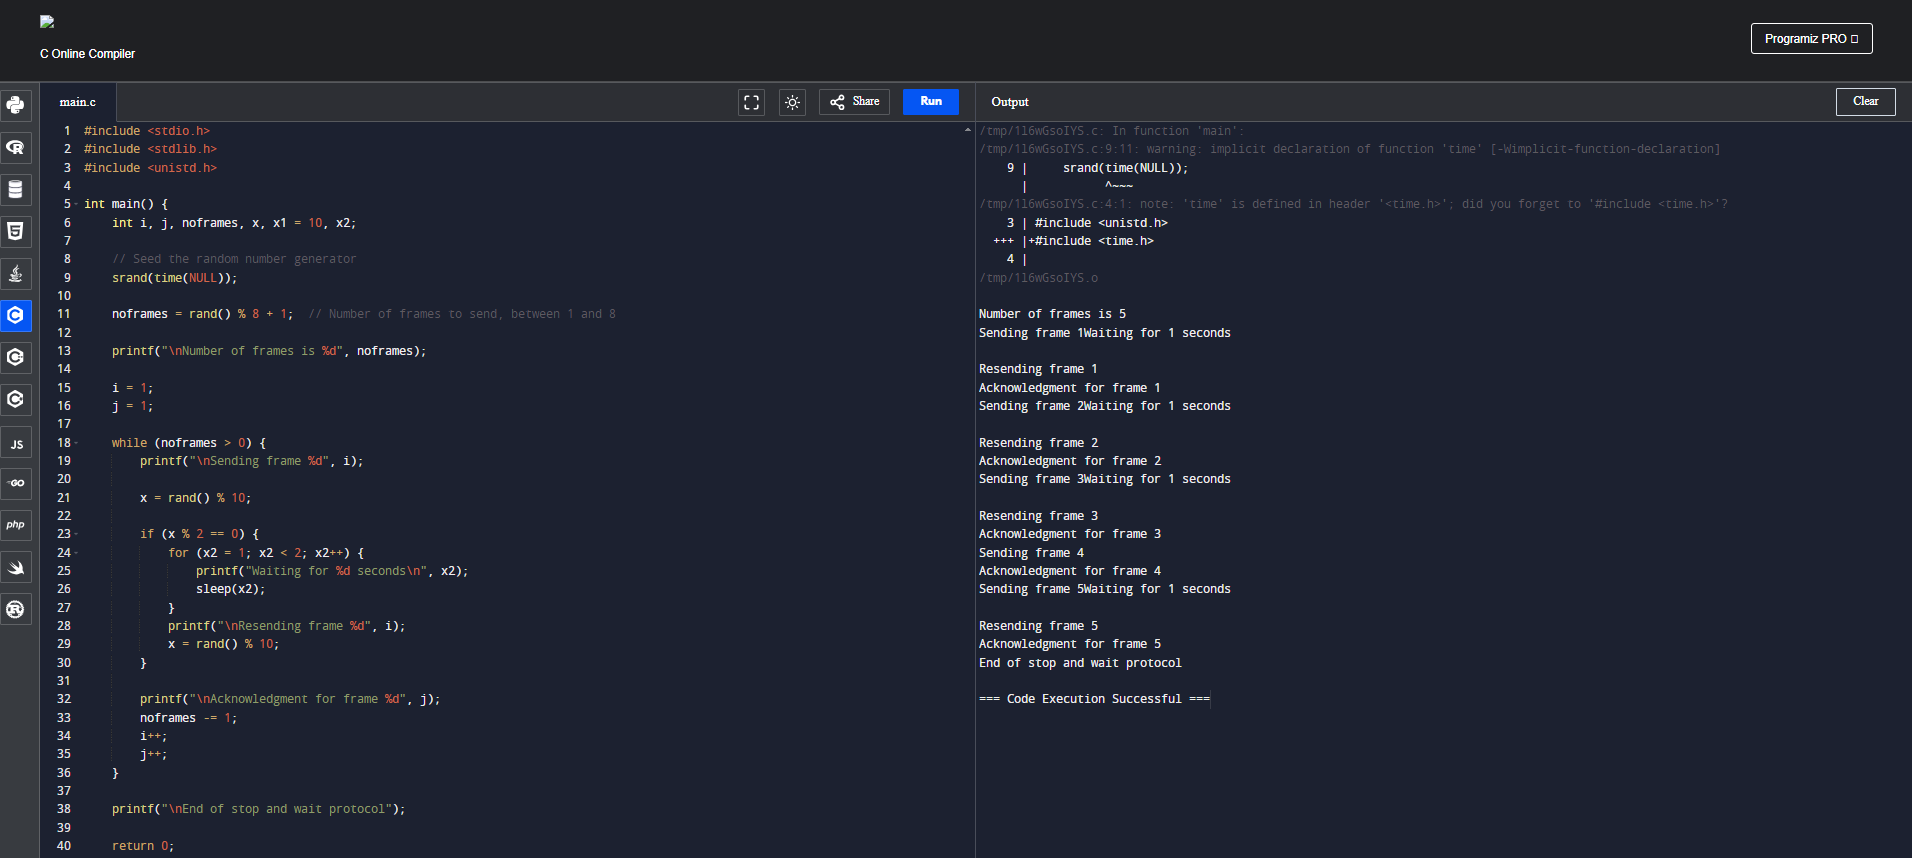 C Online Compiler
Programiz PRO
main.c
Share
Run
Output
Clear
1 #include <stdio.h>
2 #include <stdlib.h>
3 #include <unistd.h>
4
5 int main() {
6     int i, j, noframes, x, x1 = 10, x2;
7
8     // Seed the random number generator
9     srand(time(NULL));
10
11     noframes = rand() % 8 + 1;  // Number of frames to send, between 1 and 8
12
13     printf("\nNumber of frames is %d", noframes);
14
15     i = 1;
16     j = 1;
17
18     while (noframes > 0) {
19         printf("\nSending frame %d", i);
20
21         x = rand() % 10;
22
23         if (x % 2 == 0) {
24             for (x2 = 1; x2 < 2; x2++) {
25                 printf("Waiting for %d seconds\n", x2);
26                 sleep(x2);
27             }
28             printf("\nResending frame %d", i);
29             x = rand() % 10;
30         }
31
32         printf("\nAcknowledgment for frame %d", j);
33         noframes -= 1;
34         i++;
35         j++;
36     }
37
38     printf("\nEnd of stop and wait protocol");
39
40     return 0;
/tmp/1l6wGsoIYS.c: In function 'main':
/tmp/1l6wGsoIYS.c:9:11: warning: implicit declaration of function 'time' [-Wimplicit-function-declaration]
    9 |     srand(time(NULL));
      |           ^~~~
/tmp/1l6wGsoIYS.c:4:1: note: 'time' is defined in header '<time.h>'; did you forget to '#include <time.h>'?
    3 | #include <unistd.h>
  +++ |+#include <time.h>
    4 |
/tmp/1l6wGsoIYS.o
Number of frames is 5
Sending frame 1Waiting for 1 seconds
Resending frame 1
Acknowledgment for frame 1
Sending frame 2Waiting for 1 seconds
Resending frame 2
Acknowledgment for frame 2
Sending frame 3Waiting for 1 seconds
Resending frame 3
Acknowledgment for frame 3
Sending frame 4
Acknowledgment for frame 4
Sending frame 5Waiting for 1 seconds
Resending frame 5
Acknowledgment for frame 5
End of stop and wait protocol
=== Code Execution Successful ===
JS
GO
php